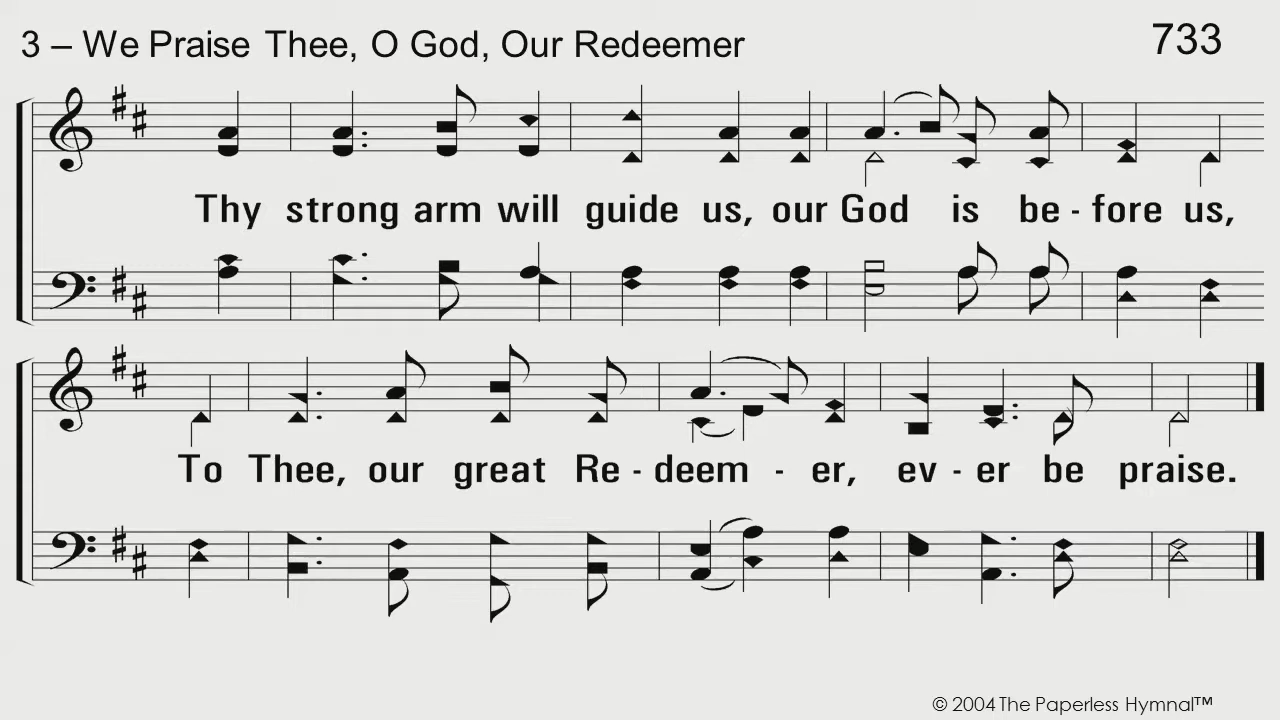 3 – We Praise Thee, O God, Our Redeemer 733
Thy strong arm will guide us, our God is be - fore us,
To Thee, our great Re - deem - er, ev - er be praise.
© 2004 The Paperless Hymnal™